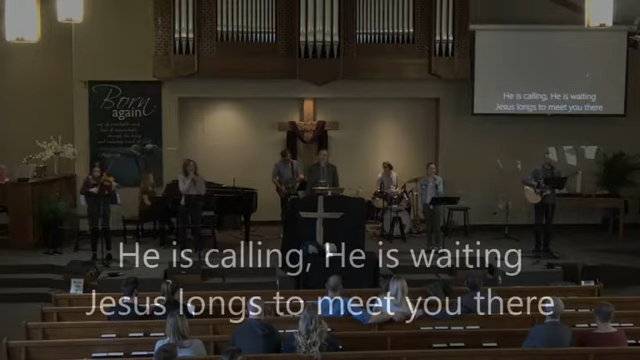 He is calling, He is waiting
Jesus longs to meet you there
Born
again
He is calling, He is waiting
Jesus longs to meet you there